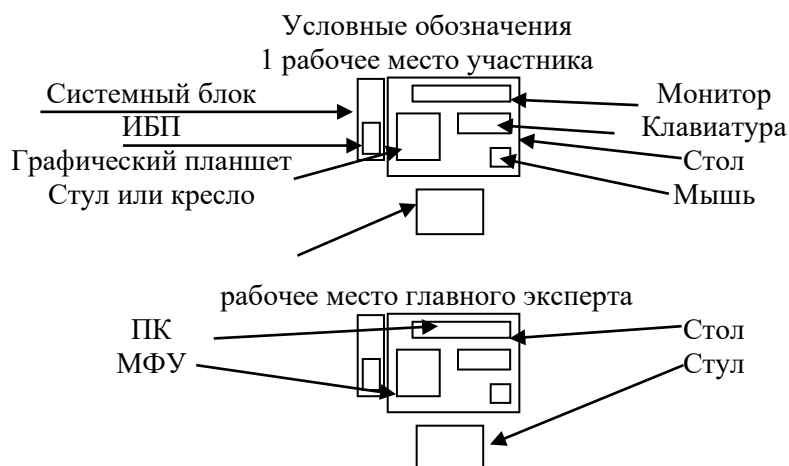 Условные обозначения
1 рабочее место участника
Системный блок
ИБП
Графический планшет
Стул или кресло
Монитор
Клавиатура
Стол
Мышь
рабочее место главного эксперта
ПК
МФУ
Стол
Стул